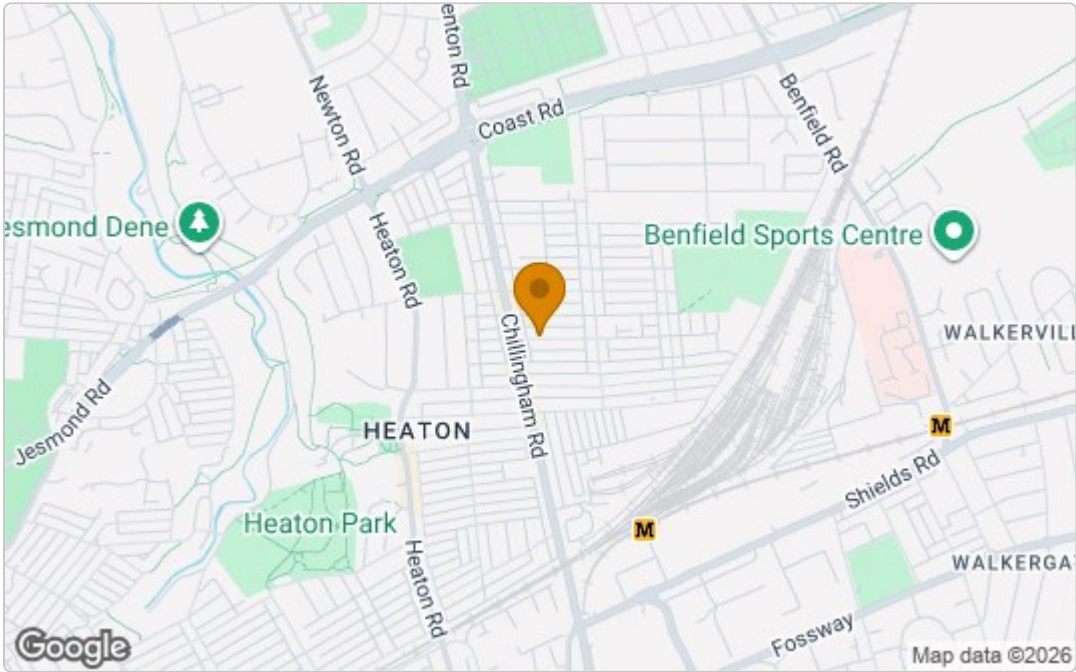 enton Rd
Newton Rd
Coast Rd
Benfield Rd
esmond Dene
Heaton Rd
Benfield Sports Centre
Chillingham Rd
WALKERVILL
Jesmond Rd
HEATON
M
Shields Rd
Heaton Park
M
Heaton Rd
WALKERGA
Fossway
Google
Map data ©2026